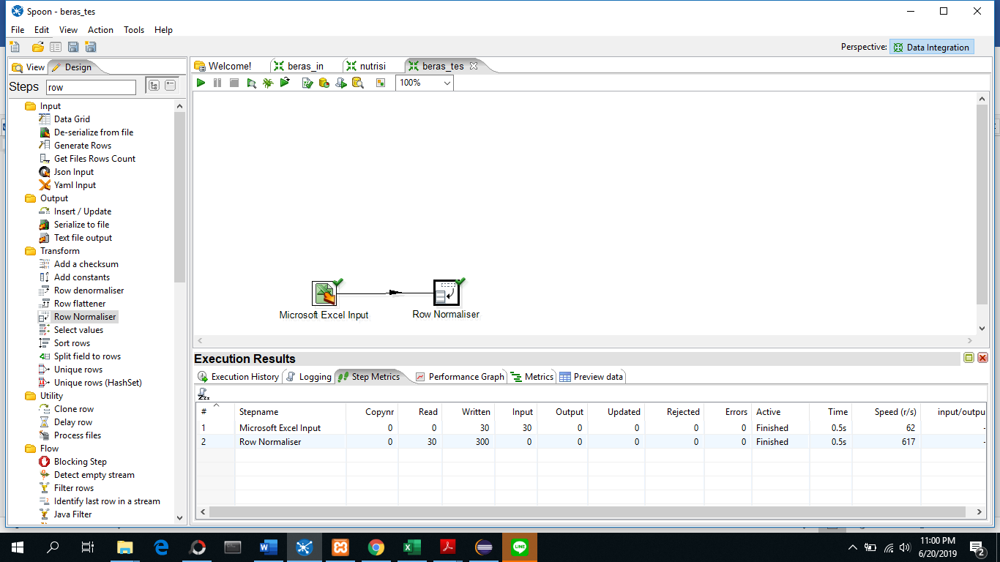 Spoon - beras_tes
File Edit View Action Tools Help
Perspective: Data Integration
View Design
Steps row
Input
Data Grid
De-serialize from file
Generate Rows
Get Files Rows Count
Json Input
Yaml Input
Output
Insert / Update
Serialize to file
Text file output
Transform
Add a checksum
Add constants
Row denormaliser
Row flattener
Row Normaliser
Select values
Sort rows
Split field to rows
Unique rows
Unique rows (HashSet)
Utility
Clone row
Delay row
Process files
Flow
Blocking Step
Detect empty stream
Filter rows
Identify last row in a stream
Java Filter
Welcome! beras_in nutrisi beras_tes
100%
Microsoft Excel Input Row Normaliser
Execution Results
Execution History Logging Step Metrics Performance Graph Metrics Preview data
# Stepname Copynr Read Written Input Output Updated Rejected Errors Active Time Speed (r/s) input/outpu
1 Microsoft Excel Input 0 0 30 30 0 0 0 0 Finished 0.5s 62 -
2 Row Normaliser 0 30 300 0 0 0 0 0 Finished 0.5s 617 -
LINE
11:00 PM
6/20/2019
2